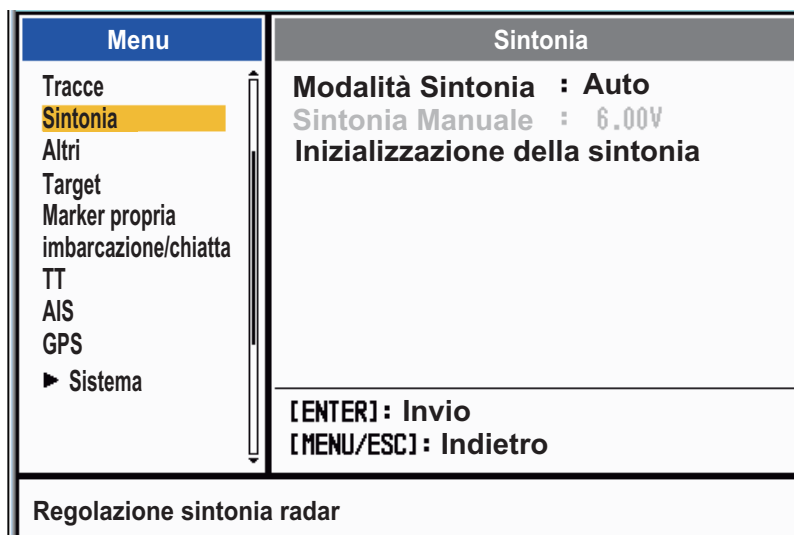 Menu
Tracce
Sintonia
Altri
Target
Marker propria
imbarcazione/chiatta
TT
AIS
GPS
► Sistema
Sintonia
Modalità Sintonia : Auto
Sintonia Manuale : 6.00V
Inizializzazione della sintonia
[ENTER]: Invio
[MENU/ESC]: Indietro
Regolazione sintonia radar